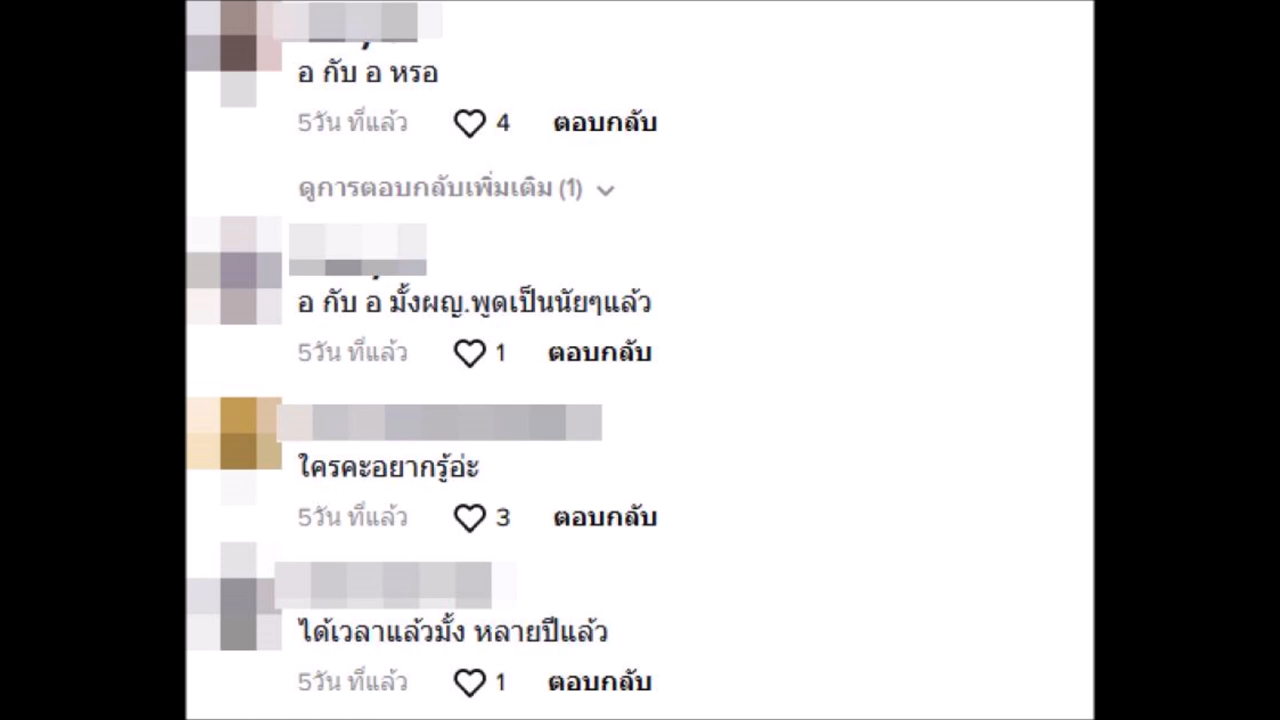 อ กับ อ หรอ
5วัน ที่แล้ว 4 ตอบกลับ
ดูการตอบกลับเพิ่มเติม (1)
อ กับ อ มั้งผญ.พูดเป็นนัยๆแล้ว
5วัน ที่แล้ว 1 ตอบกลับ
ใครคะอยากรู้อ่ะ
5วัน ที่แล้ว 3 ตอบกลับ
ได้เวลาแล้วมั้ง หลายปีแล้ว
5วัน ที่แล้ว 1 ตอบกลับ